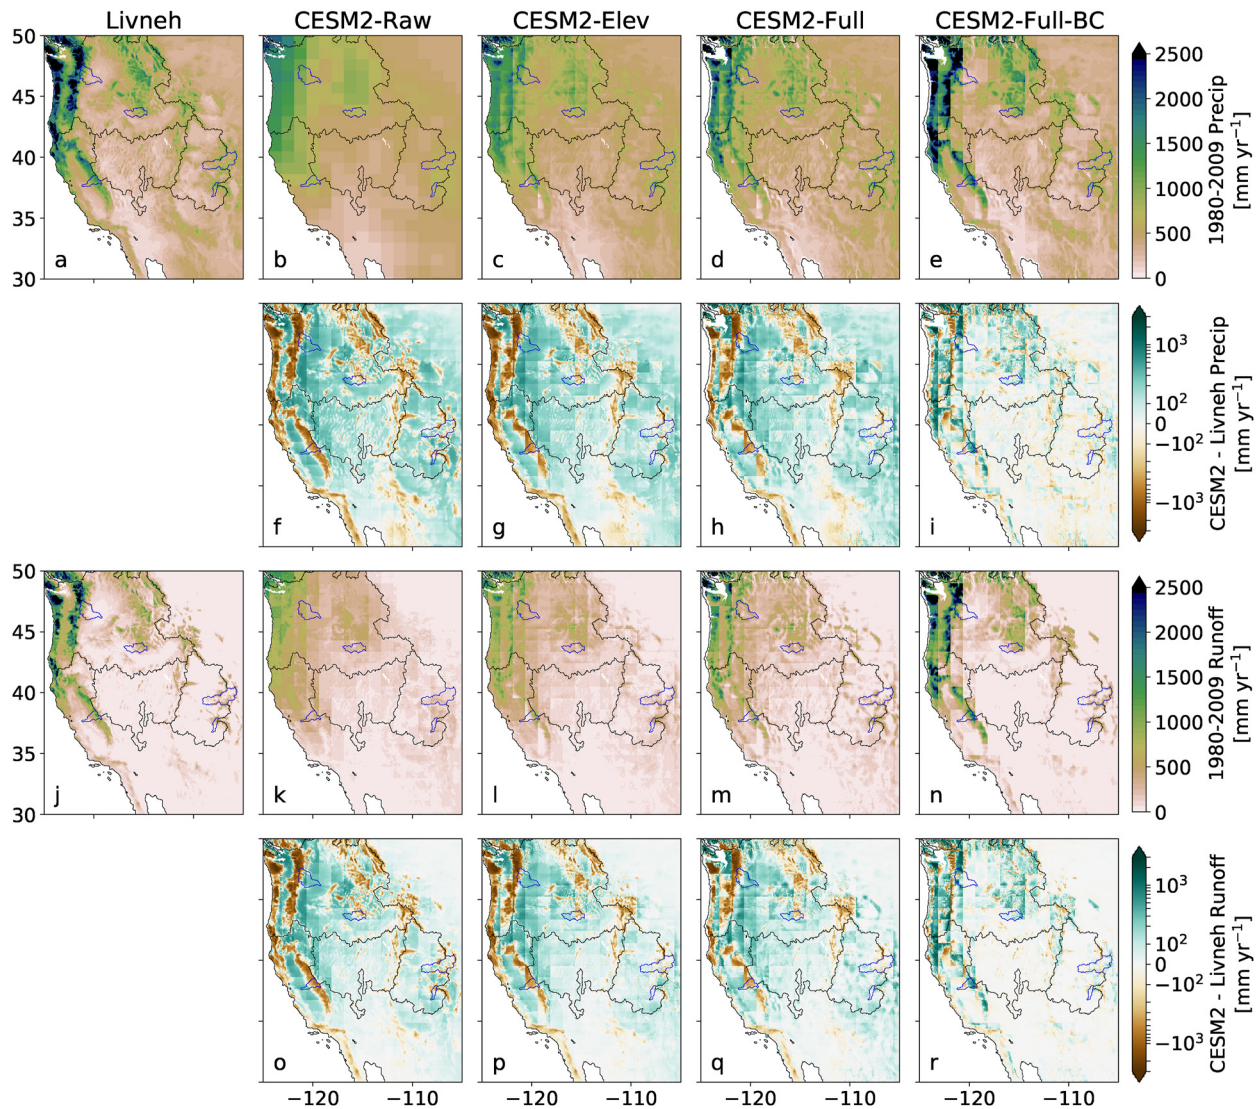 Livneh CESM2-Raw CESM2-Elev CESM2-Full CESM2-Full-BC
50
45
40
35
30
a b c d e
2500
2000
1500
1000
500
0
1980-2009 Precip
[mm yr⁻¹]
f g h i
10³
10²
0
−10²
−10³
CESM2 - Livneh Precip
[mm yr⁻¹]
50
45
40
35
30
j k l m n
2500
2000
1500
1000
500
0
1980-2009 Runoff
[mm yr⁻¹]
o p q r
10³
10²
0
−10²
−10³
CESM2 - Livneh Runoff
[mm yr⁻¹]
−120 −110 −120 −110 −120 −110 −120 −110